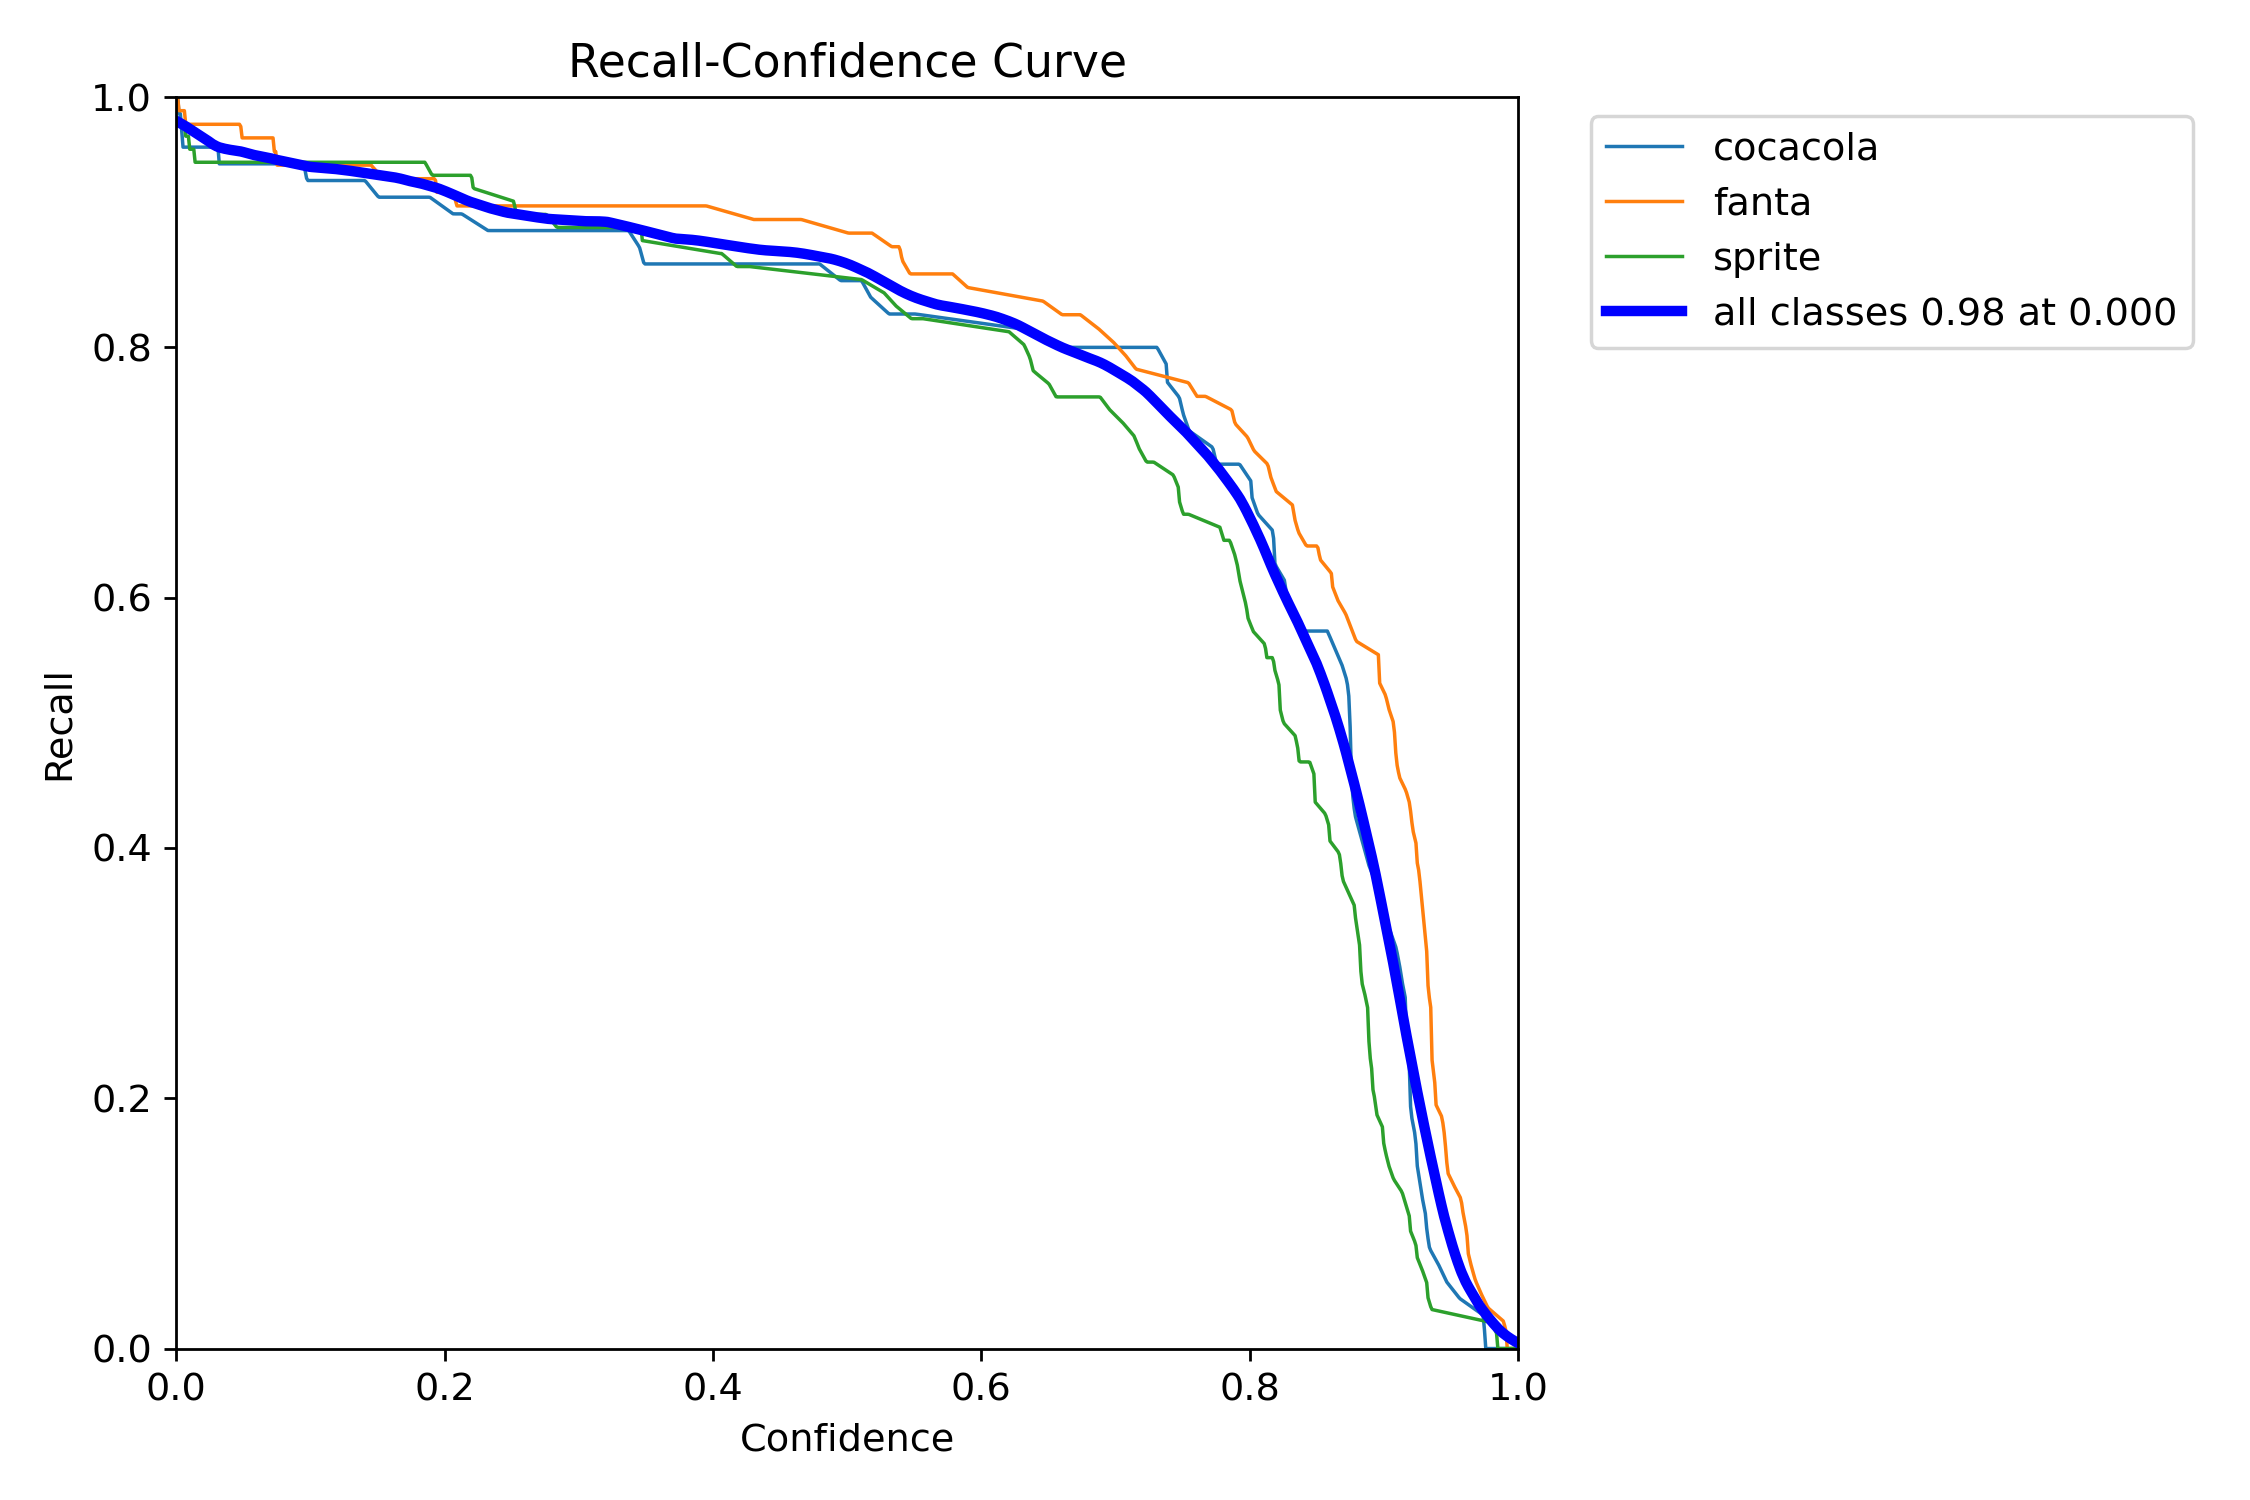 Recall-Confidence Curve
1.0
0.8
0.6
0.4
0.2
0.0
Recall
0.0 0.2 0.4 0.6 0.8 1.0
Confidence
cocacola
fanta
sprite
all classes 0.98 at 0.000